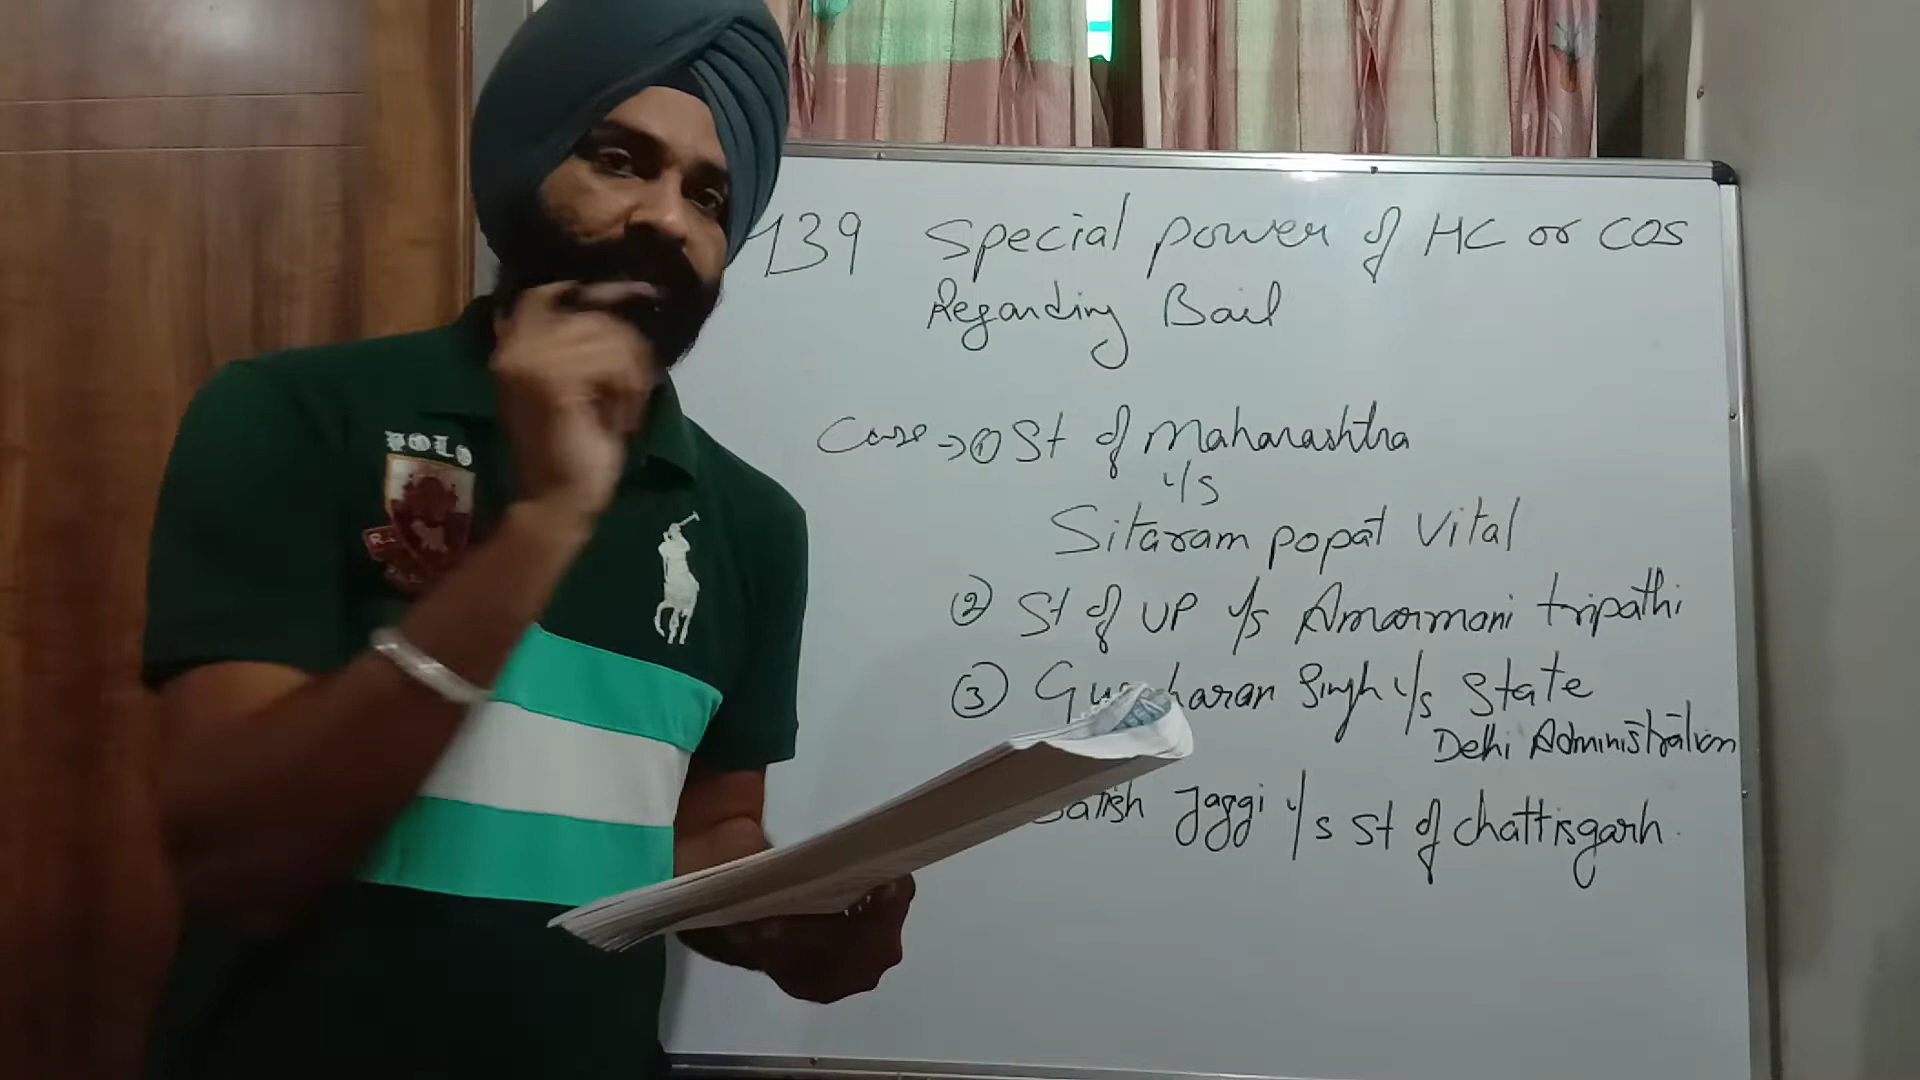 439 Special power of HC or COS
Regarding Bail
Case → ① St of Maharashtra
v/s
Sitaram popat Vital
② St of UP v/s Amarmani tripathi
③ Gurcharan Singh v/s State
Delhi Administration
Satish Jaggi v/s St of Chattisgarh.
POLO